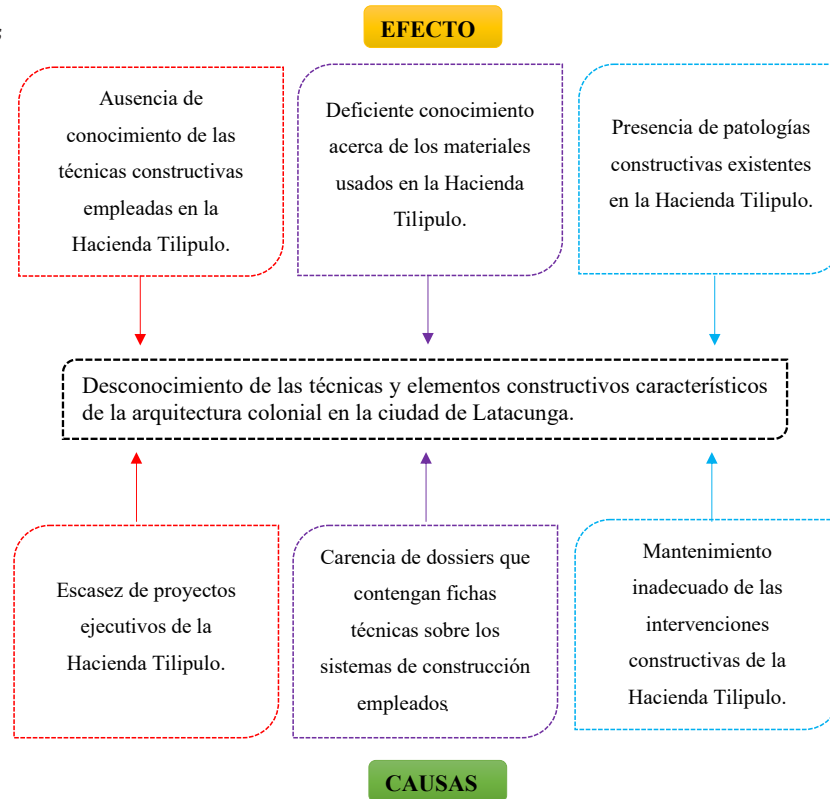 s
EFECTO
Ausencia de
conocimiento de las
técnicas constructivas
empleadas en la
Hacienda Tilipulo.
Deficiente conocimiento
acerca de los materiales
usados en la Hacienda
Tilipulo.
Presencia de patologías
constructivas existentes
en la Hacienda Tilipulo.
Desconocimiento de las técnicas y elementos constructivos característicos
de la arquitectura colonial en la ciudad de Latacunga.
Escasez de proyectos
ejecutivos de la
Hacienda Tilipulo.
Carencia de dossiers que
contengan fichas
técnicas sobre los
sistemas de construcción
empleados.
Mantenimiento
inadecuado de las
intervenciones
constructivas de la
Hacienda Tilipulo.
CAUSAS